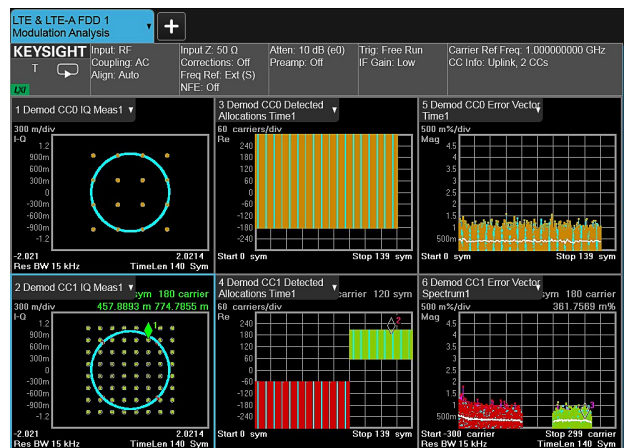 LTE & LTE-A FDD 1
Modulation Analysis
KEYSIGHT
T
LXI
Input: RF
Coupling: AC
Align: Auto
Input Z: 50 Ω
Corrections: Off
Freq Ref: Ext (S)
NFE: Off
Atten: 10 dB (e0)
Preamp: Off
Trig: Free Run
IF Gain: Low
Carrier Ref Freq: 1.000000000 GHz
CC Info: Uplink, 2 CCs
1 Demod CC0 IQ Meas1
300 m/div
I-Q
1.2
900m
600m
300m
0
-300m
-600m
-900m
-1.2
-2.021
2.0214
Res BW 15 kHz
TimeLen 140 Sym
3 Demod CC0 Detected
Allocations Time1
60 carriers/div
Re
240
180
120
60
0
-60
-120
-180
-240
Start 0 sym
Stop 139 sym
5 Demod CC0 Error Vector
Time1
500 m%/div
Mag
4.5
4
3.5
3
2.5
2
1.5
1
500m
Start 0 sym
Stop 139 sym
2 Demod CC1 IQ Meas1
sym 180 carrier
300 m/div
457.8893 m 774.7855 m
I-Q
1.2
900m
600m
300m
0
-300m
-600m
-900m
-1.2
1
-2.021
2.0214
Res BW 15 kHz
TimeLen 140 Sym
4 Demod CC1 Detected
Allocations Time1
carrier 120 sym
60 carriers/div
Re
240
180
120
60
0
-60
-120
-180
-240
2
Start 0 sym
Stop 139 sym
6 Demod CC1 Error Vector
Spectrum1
sym 180 carrier
500 m%/div
361.7569 m%
Mag
4.5
4
3.5
3
2.5
2
1.5
1
500m
3
Start -300 carrier
Stop 299 carrier
Res BW 15 kHz
TimeLen 140 Sym